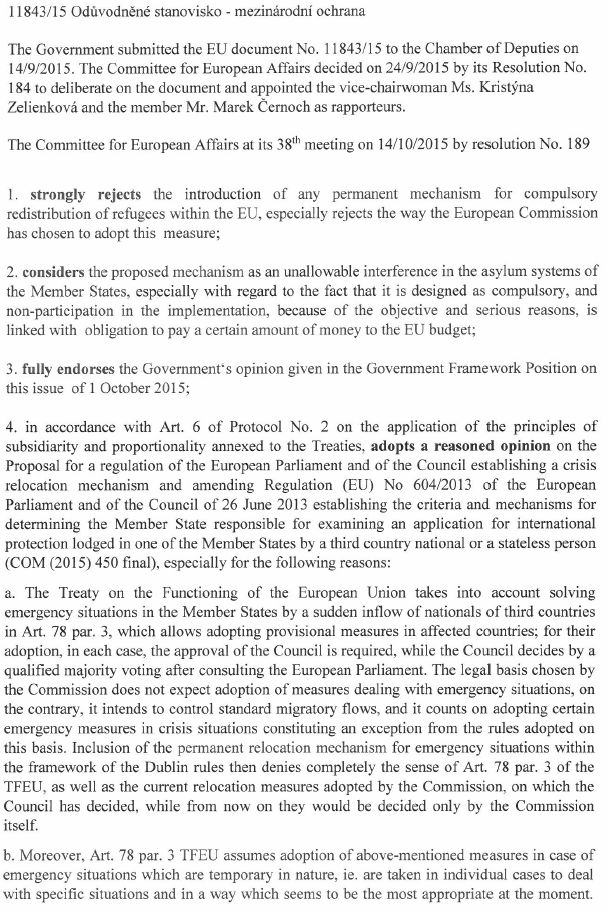 11843/15 Odůvodněné stanovisko - mezinárodní ochrana
The Government submitted the EU document No. 11843/15 to the Chamber of Deputies on
14/9/2015. The Committee for European Affairs decided on 24/9/2015 by its Resolution No.
184 to deliberate on the document and appointed the vice-chairwoman Ms. Kristýna
Zelienková and the member Mr. Marek Černoch as rapporteurs.
The Committee for European Affairs at its 38th meeting on 14/10/2015 by resolution No. 189
1. strongly rejects the introduction of any permanent mechanism for compulsory
redistribution of refugees within the EU, especially rejects the way the European Commission
has chosen to adopt this measure;
2. considers the proposed mechanism as an unallowable interference in the asylum systems of
the Member States, especially with regard to the fact that it is designed as compulsory, and
non-participation in the implementation, because of the objective and serious reasons, is
linked with obligation to pay a certain amount of money to the EU budget;
3. fully endorses the Government's opinion given in the Government Framework Position on
this issue of 1 October 2015;
4. in accordance with Art. 6 of Protocol No. 2 on the application of the principles of
subsidiarity and proportionality annexed to the Treaties, adopts a reasoned opinion on the
Proposal for a regulation of the European Parliament and of the Council establishing a crisis
relocation mechanism and amending Regulation (EU) No 604/2013 of the European
Parliament and of the Council of 26 June 2013 establishing the criteria and mechanisms for
determining the Member State responsible for examining an application for international
protection lodged in one of the Member States by a third country national or a stateless person
(COM (2015) 450 final), especially for the following reasons:
a. The Treaty on the Functioning of the European Union takes into account solving
emergency situations in the Member States by a sudden inflow of nationals of third countries
in Art. 78 par. 3, which allows adopting provisional measures in affected countries; for their
adoption, in each case, the approval of the Council is required, while the Council decides by a
qualified majority voting after consulting the European Parliament. The legal basis chosen by
the Commission does not expect adoption of measures dealing with emergency situations, on
the contrary, it intends to control standard migratory flows, and it counts on adopting certain
emergency measures in crisis situations constituting an exception from the rules adopted on
this basis. Inclusion of the permanent relocation mechanism for emergency situations within
the framework of the Dublin rules then denies completely the sense of Art. 78 par. 3 of the
TFEU, as well as the current relocation measures adopted by the Commission, on which the
Council has decided, while from now on they would be decided only by the Commission
itself.
b. Moreover, Art. 78 par. 3 TFEU assumes adoption of above-mentioned measures in case of
emergency situations which are temporary in nature, ie. are taken in individual cases to deal
with specific situations and in a way which seems to be the most appropriate at the moment.